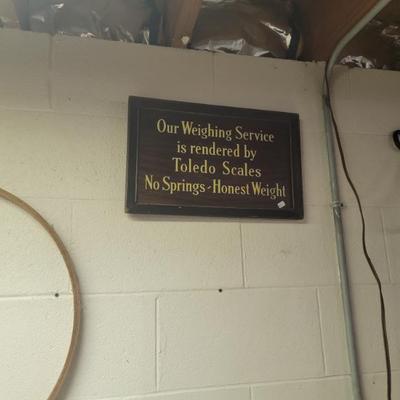 Our Weighing Service
is rendered by
Toledo Scales
No Springs - Honest Weight